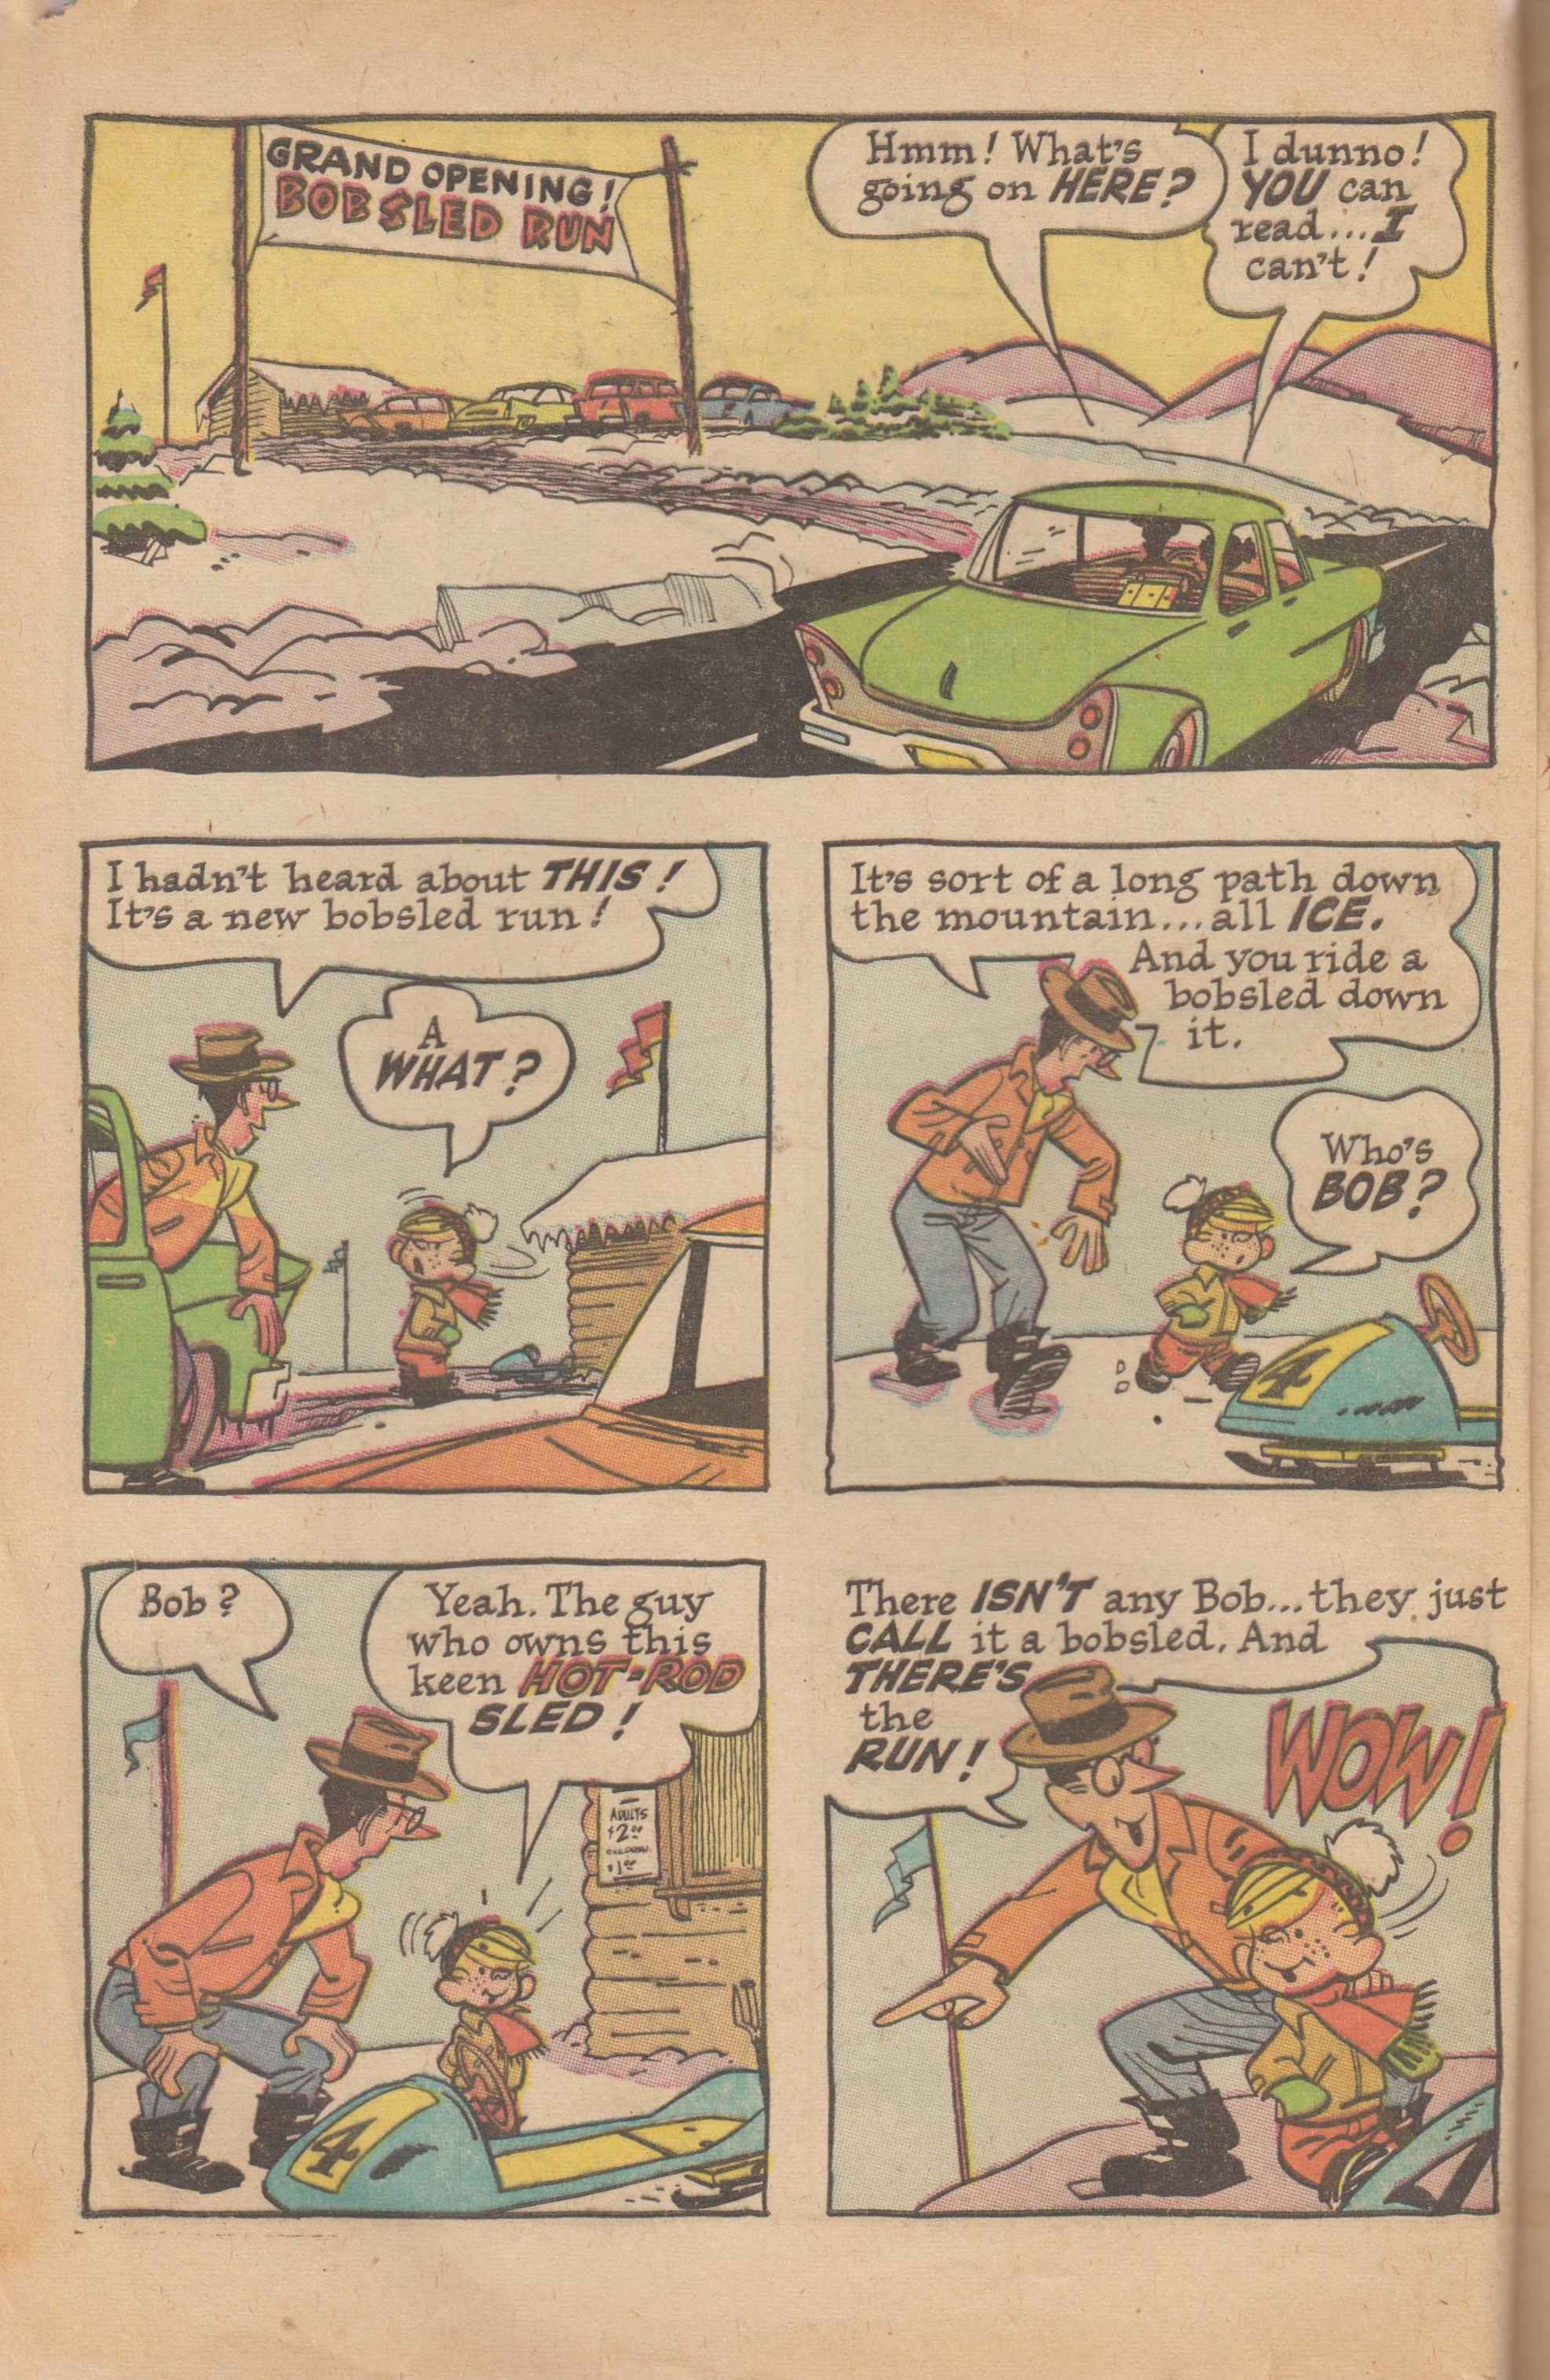 GRAND OPENING!
BOBSLED RUN
Hmm! What's
going on HERE?
I dunno!
YOU can
read...I
can't!
I hadn't heard about THIS!
It's a new bobsled run!
A
WHAT?
It's sort of a long path down
the mountain...all ICE.
And you ride a
bobsled down
it.
Who's
BOB?
4
Bob?
Yeah. The guy
who owns this
keen HOT-ROD
SLED!
ADULTS
$2.00
CHILDREN
$1.00
4
There ISN'T any Bob...they just
CALL it a bobsled. And
THERE'S
the
RUN!
WOW!